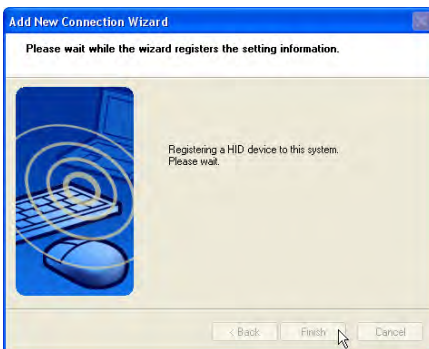 Add New Connection Wizard
Please wait while the wizard registers the setting information.
Registering a HID device to this system.
Please wait.
< Back Finish Cancel